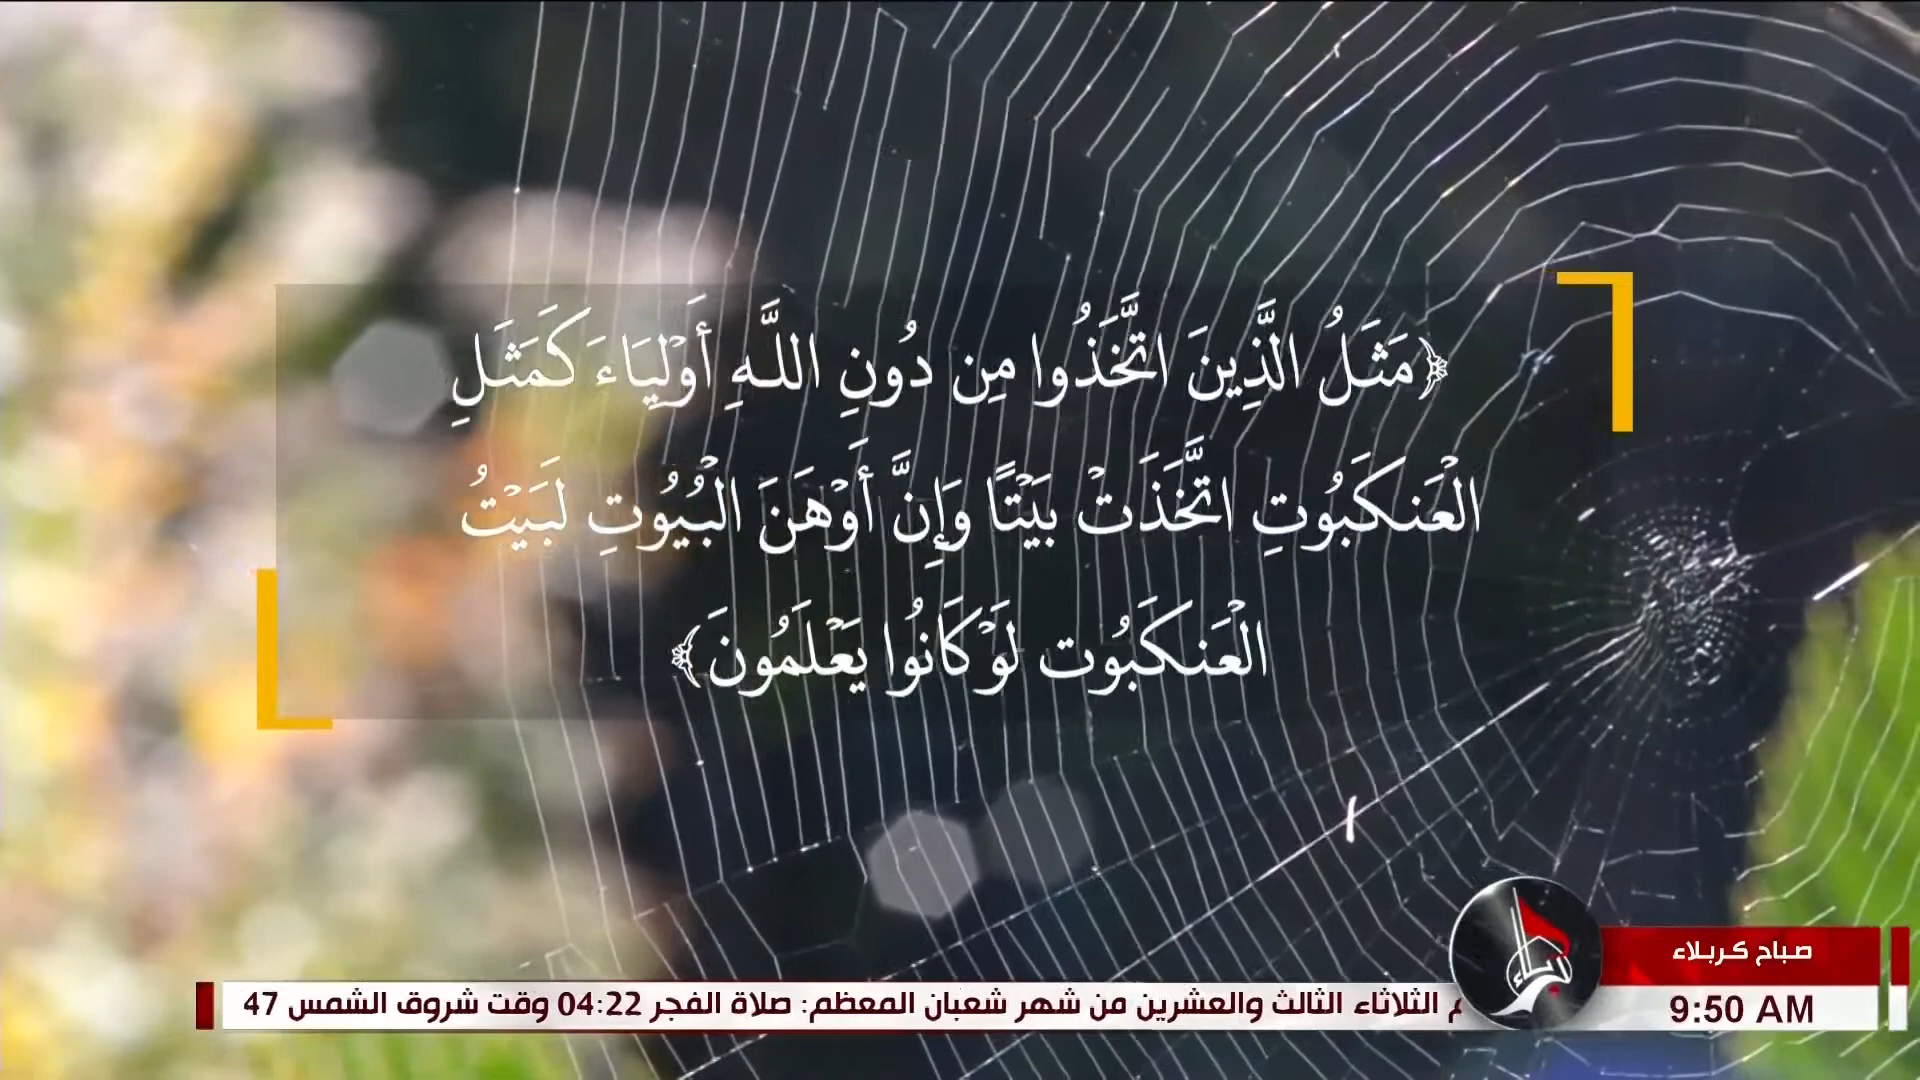 ﴿مَثَلُ الَّذِينَ اتَّخَذُوا مِن دُونِ اللَّـهِ أَوْلِيَاءَ كَمَثَلِ
الْعَنكَبُوتِ اتَّخَذَتْ بَيْتًا وَإِنَّ أَوْهَنَ الْبُيُوتِ لَبَيْتُ
الْعَنكَبُوت لَوْ كَانُوا يَعْلَمُونَ﴾
صباح كربلاء
9:50 AM
م الثلاثاء الثالث والعشرين من شهر شعبان المعظم: صلاة الفجر 04:22 وقت شروق الشمس 47